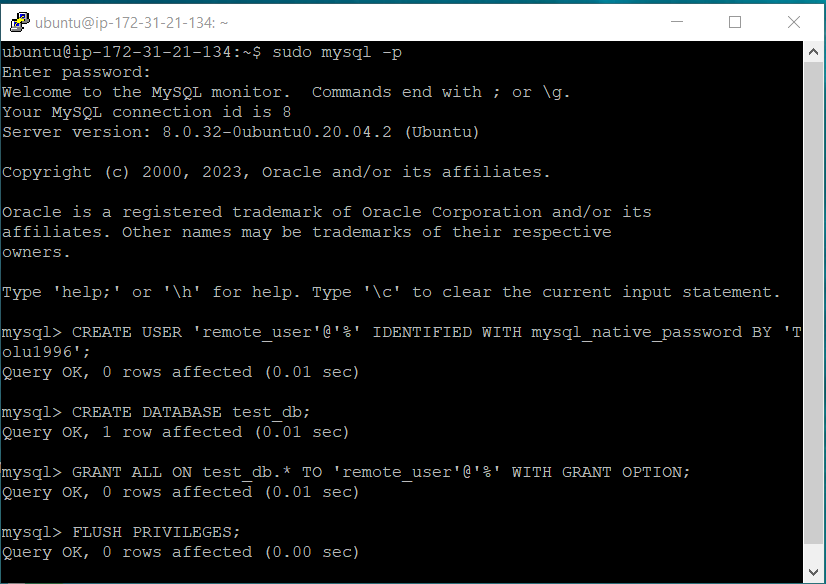 ubuntu@ip-172-31-21-134: ~
ubuntu@ip-172-31-21-134:~$ sudo mysql -p
Enter password:
Welcome to the MySQL monitor.  Commands end with ; or \g.
Your MySQL connection id is 8
Server version: 8.0.32-0ubuntu0.20.04.2 (Ubuntu)
Copyright (c) 2000, 2023, Oracle and/or its affiliates.
Oracle is a registered trademark of Oracle Corporation and/or its
affiliates. Other names may be trademarks of their respective
owners.
Type 'help;' or '\h' for help. Type '\c' to clear the current input statement.
mysql> CREATE USER 'remote_user'@'%' IDENTIFIED WITH mysql_native_password BY 'T
olu1996';
Query OK, 0 rows affected (0.01 sec)
mysql> CREATE DATABASE test_db;
Query OK, 1 row affected (0.01 sec)
mysql> GRANT ALL ON test_db.* TO 'remote_user'@'%' WITH GRANT OPTION;
Query OK, 0 rows affected (0.01 sec)
mysql> FLUSH PRIVILEGES;
Query OK, 0 rows affected (0.00 sec)